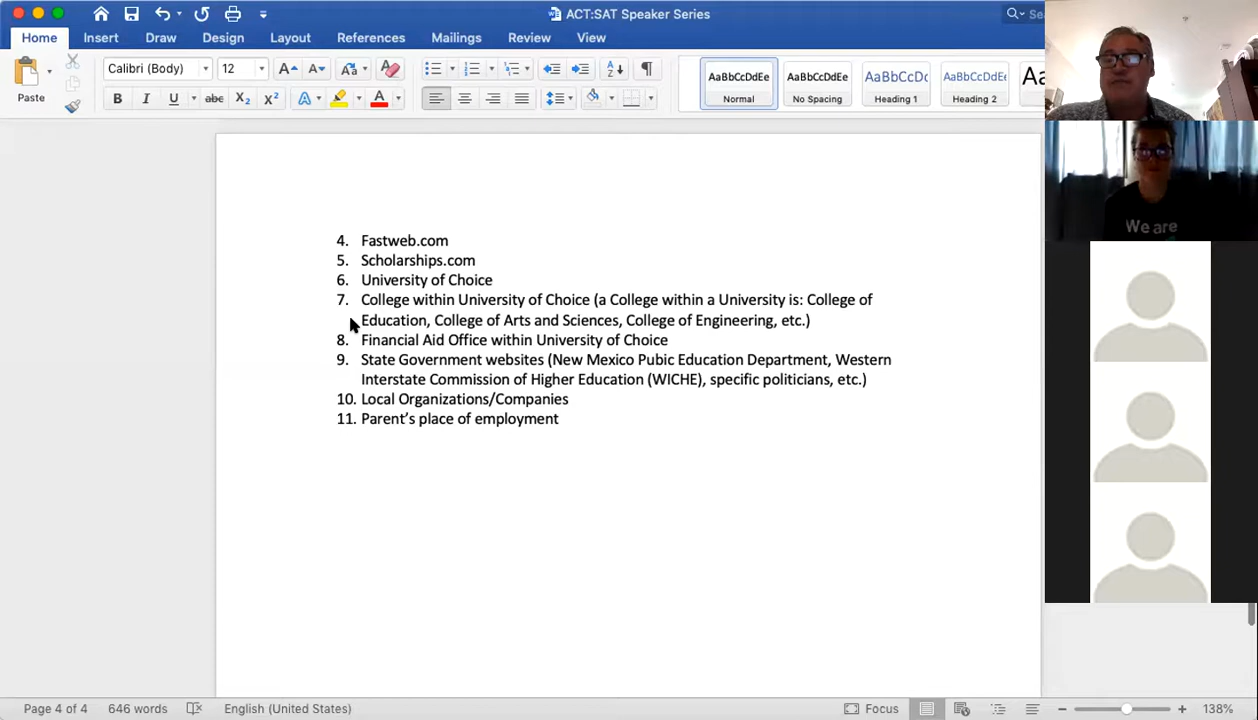 ACT:SAT Speaker Series
Home Insert Draw Design Layout References Mailings Review View
Calibri (Body) 12
AaBbCcDdEe AaBbCcDdEe AaBbCcDc AaBbCcDdEe
Paste
Normal No Spacing Heading 1 Heading 2
4. Fastweb.com
5. Scholarships.com
6. University of Choice
7. College within University of Choice (a College within a University is: College of
Education, College of Arts and Sciences, College of Engineering, etc.)
8. Financial Aid Office within University of Choice
9. State Government websites (New Mexico Pubic Education Department, Western
Interstate Commission of Higher Education (WICHE), specific politicians, etc.)
10. Local Organizations/Companies
11. Parent's place of employment
We are
Page 4 of 4 646 words English (United States) Focus 138%